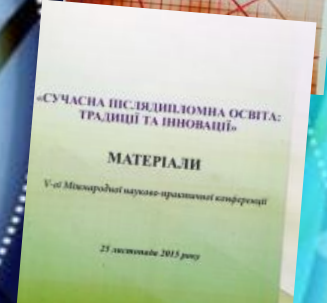 «СУЧАСНА ПІСЛЯДИПЛОМНА ОСВІТА:
ТРАДИЦІЇ ТА ІННОВАЦІЇ»
МАТЕРІАЛИ
V-ої Міжнародної науково-практичної конференції
25 листопада 2015 року